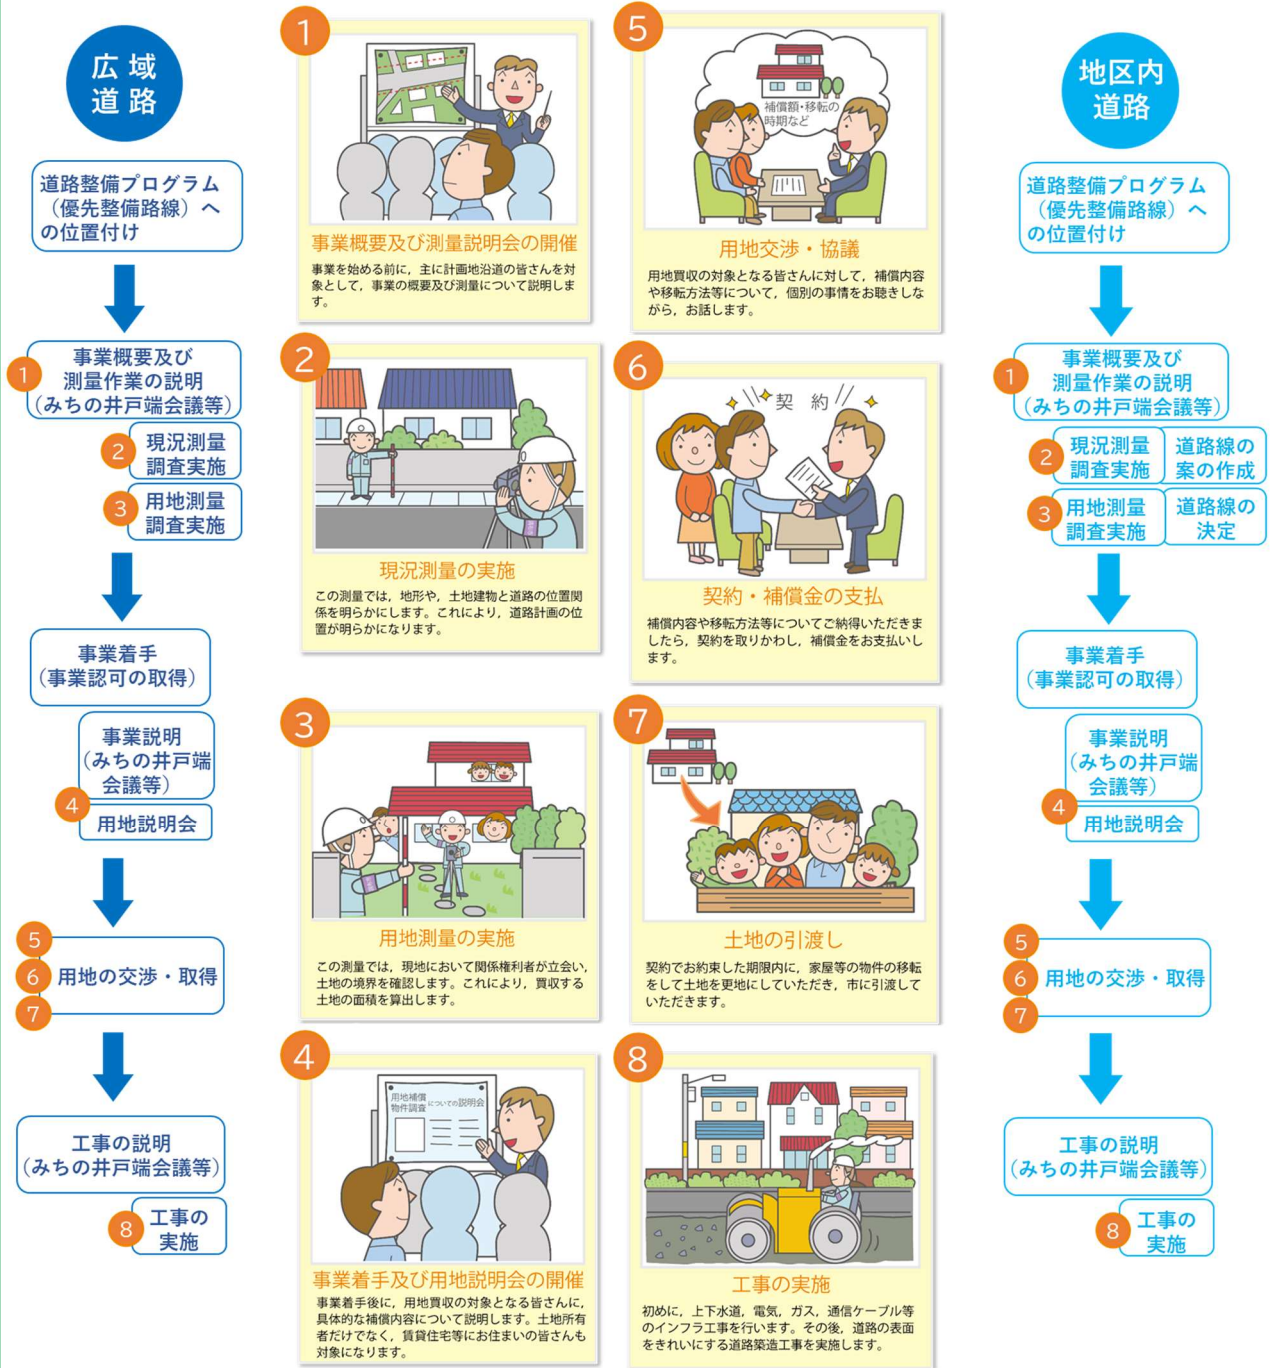 広域
道路
道路整備プログラム
（優先整備路線）へ
の位置付け
1
事業概要及び
測量作業の説明
（みちの井戸端会議等）
2
現況測量
調査実施
3
用地測量
調査実施
事業着手
（事業認可の取得）
事業説明
（みちの井戸端
会議等）
4
用地説明会
5
6
7
用地の交渉・取得
工事の説明
（みちの井戸端会議等）
8
工事の
実施
1
事業概要及び測量説明会の開催
事業を始める前に，主に計画地沿道の皆さんを対
象として，事業の概要及び測量について説明しま
す。
2
現況測量の実施
この測量では，地形や，土地建物と道路の位置関
係を明らかにします。これにより，道路計画の位
置が明らかになります。
3
用地測量の実施
この測量では，現地において関係権利者が立会い，
土地の境界を確認します。これにより，買収する
土地の面積を算出します。
4
用地補償
物件調査についての説明会
事業着手及び用地説明会の開催
事業着手後に，用地買収の対象となる皆さんに，
具体的な補償内容について説明します。土地所有
者だけでなく，賃貸住宅等にお住まいの皆さんも
対象になります。
5
補償額・移転の
時期など
用地交渉・協議
用地買収の対象となる皆さんに対して，補償内容
や移転方法等について，個別の事情をお聴きしな
がら，お話します。
6
契約
契約・補償金の支払
補償内容や移転方法等についてご納得いただきま
したら，契約を取りかわし，補償金をお支払いし
ます。
7
土地の引渡し
契約でお約束した期限内に，家屋等の物件の移転
をして土地を更地にしていただき，市に引渡して
いただきます。
8
工事の実施
初めに，上下水道，電気，ガス，通信ケーブル等
のインフラ工事を行います。その後，道路の表面
をきれいにする道路築造工事を実施します。
地区内
道路
道路整備プログラム
（優先整備路線）へ
の位置付け
1
事業概要及び
測量作業の説明
（みちの井戸端会議等）
2
現況測量
調査実施
道路線の
案の作成
3
用地測量
調査実施
道路線の
決定
事業着手
（事業認可の取得）
事業説明
（みちの井戸端
会議等）
4
用地説明会
5
6
7
用地の交渉・取得
工事の説明
（みちの井戸端会議等）
8
工事の
実施